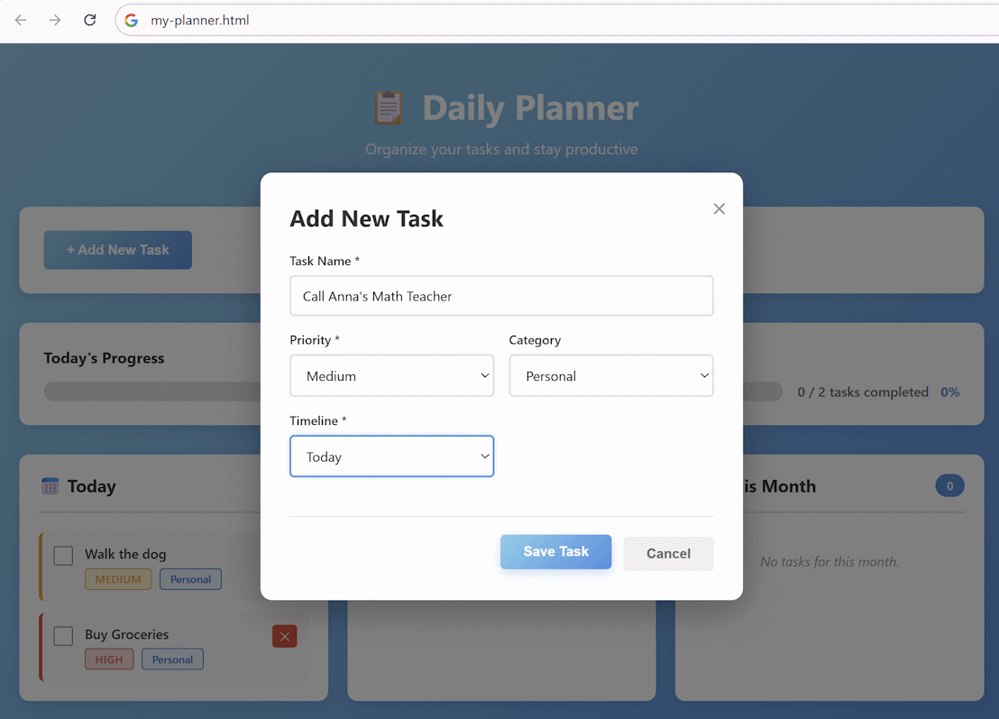 my-planner.html
📋 Daily Planner
Organize your tasks and stay productive
+ Add New Task
Add New Task
×
Task Name *
Call Anna's Math Teacher
Priority *
Category
Medium
Personal
Timeline *
Today
Save Task
Cancel
Today's Progress
0 / 2 tasks completed 0%
Today
Walk the dog
MEDIUM Personal
Buy Groceries
HIGH Personal
is Month 0
No tasks for this month.